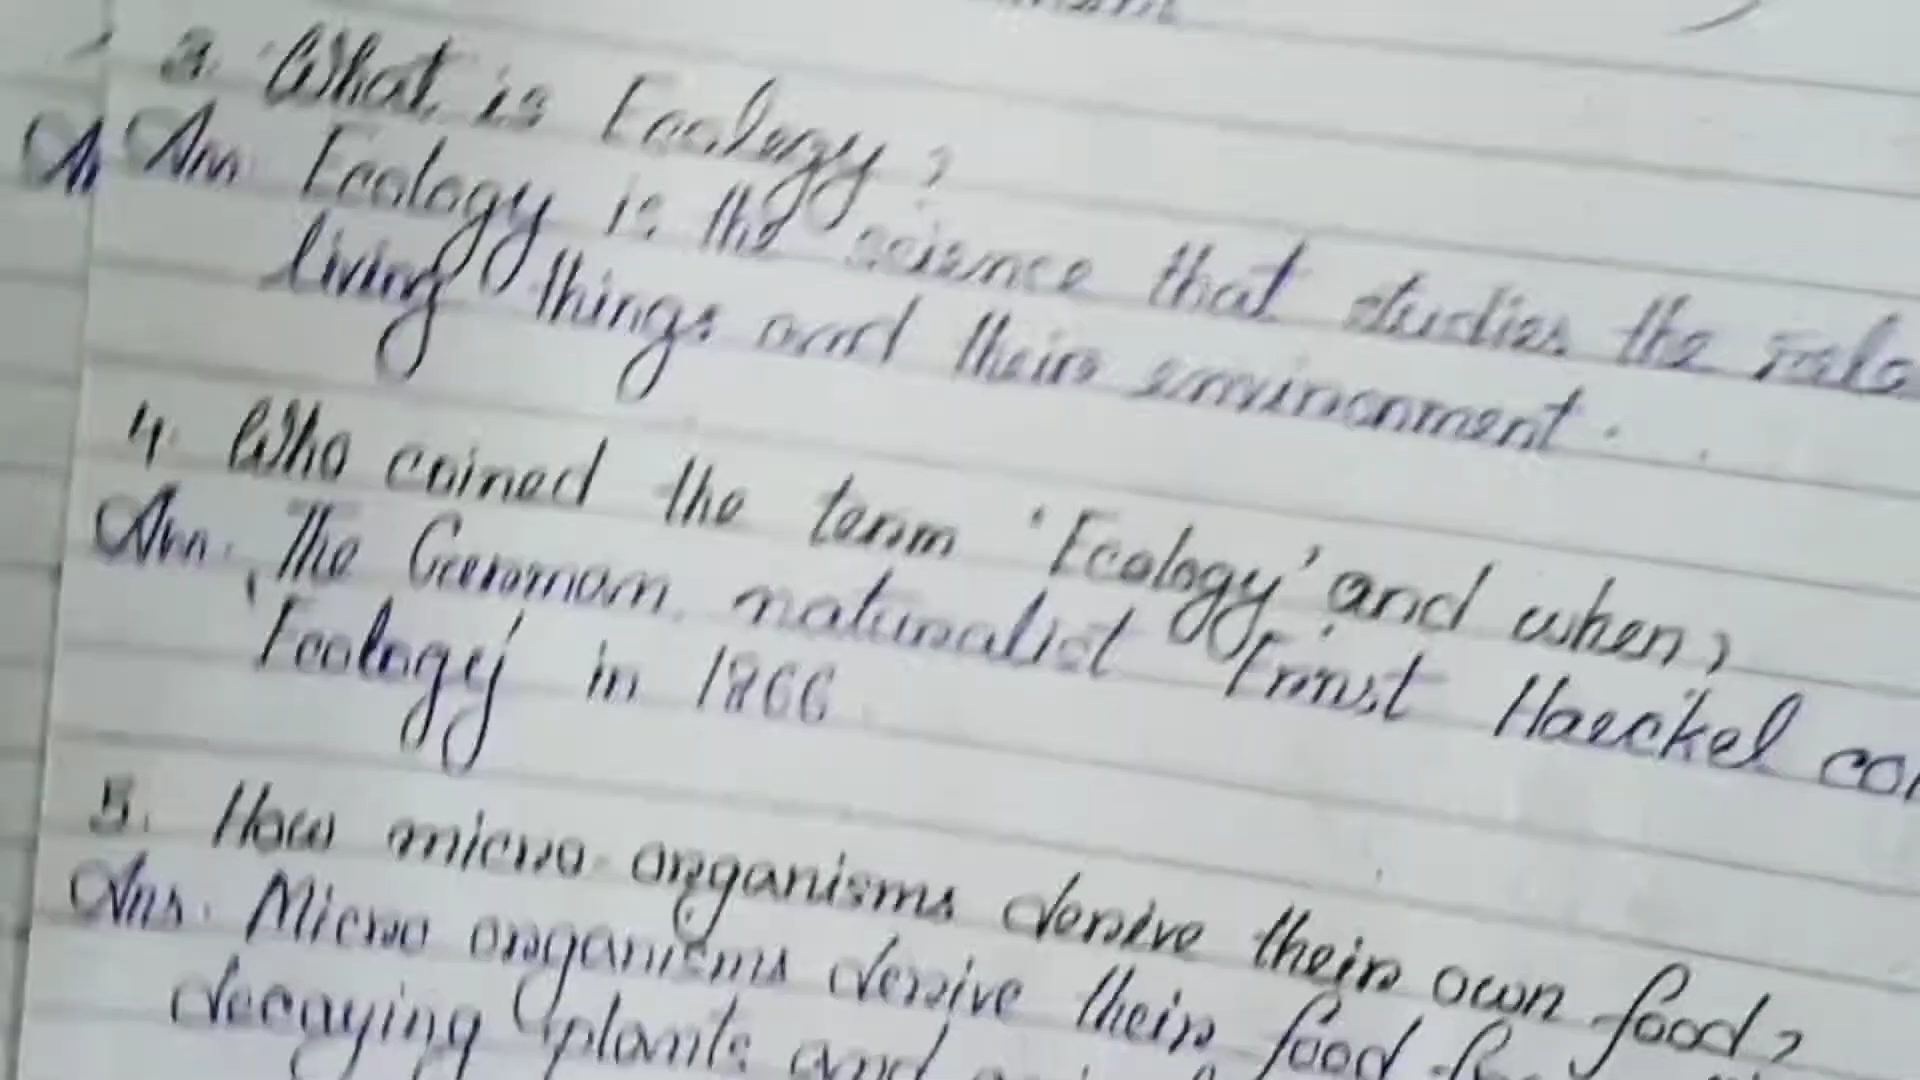 3. What is Ecology?
Ans. Ecology is the science that studies the rela
living things and their environment.
4. Who coined the term 'Ecology' and when?
Ans. The German naturalist Ernst Haeckel co
'Ecology' in 1866
5. How micro organisms derive their own food?
Ans. Micro organisms derive their food
decaying plants and